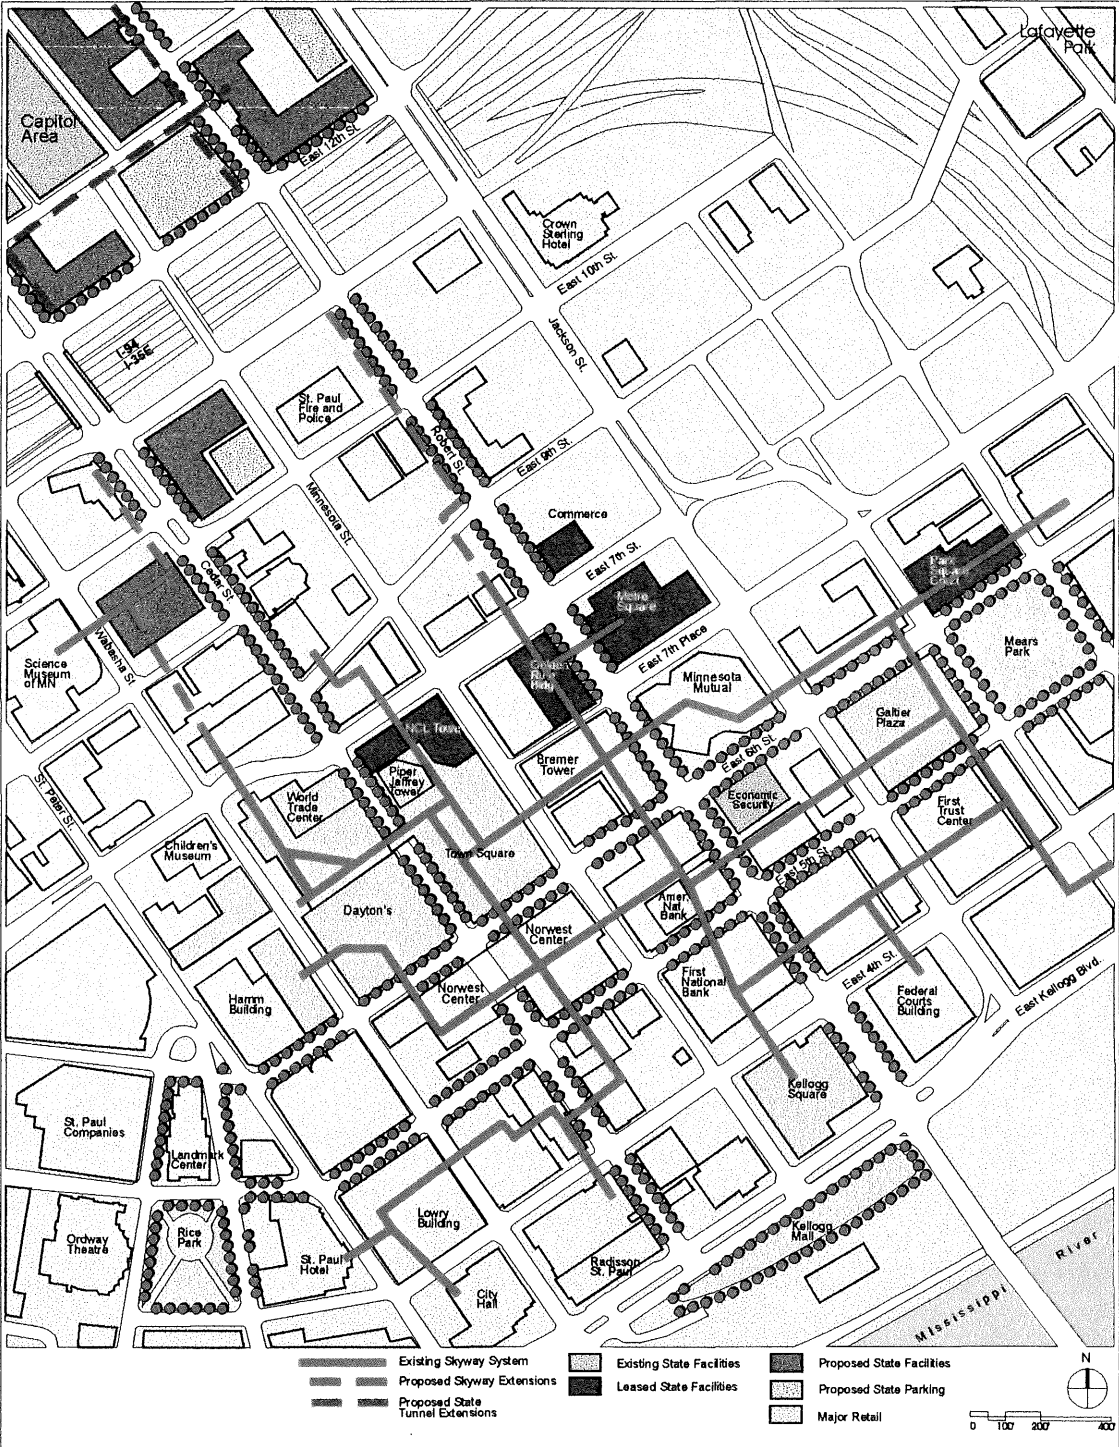 Lafayette
Park
Capitol
Area
East 12th St.
Crown
Sterling
Hotel
East 10th St.
Jackson St.
I-94
I-35E
St. Paul
Fire and
Police
Robert St.
East 9th St.
Minnesota St.
Commerce
East 7th St.
Metro
Square
Park
Square
Court
Cedar St.
Wabasha St.
East 7th Place
Mears
Park
Science
Museum
of MN
Golden
Rule
Bldg
Minnesota
Mutual
Galtier
Plaza
NCL Tower
East 6th St.
Bremer
Tower
Piper
Jaffrey
Tower
World
Trade
Center
Economic
Security
First
Trust
Center
St. Peter St.
Children's
Museum
Town Square
East 5th St.
Dayton's
Amer.
Nat.
Bank
Norwest
Center
Norwest
Center
First
National
Bank
East 4th St.
Hamm
Building
Federal
Courts
Building
East Kellogg Blvd.
Kellogg
Square
St. Paul
Companies
Landmark
Center
Lowry
Building
Ordway
Theatre
Rice
Park
St. Paul
Hotel
Kellogg
Mall
Radisson
St. Paul
City
Hall
Mississippi River
Existing Skyway System
Proposed Skyway Extensions
Proposed State
Tunnel Extensions
Existing State Facilities
Leased State Facilities
Proposed State Facilities
Proposed State Parking
Major Retail
N
0 100' 200' 400'